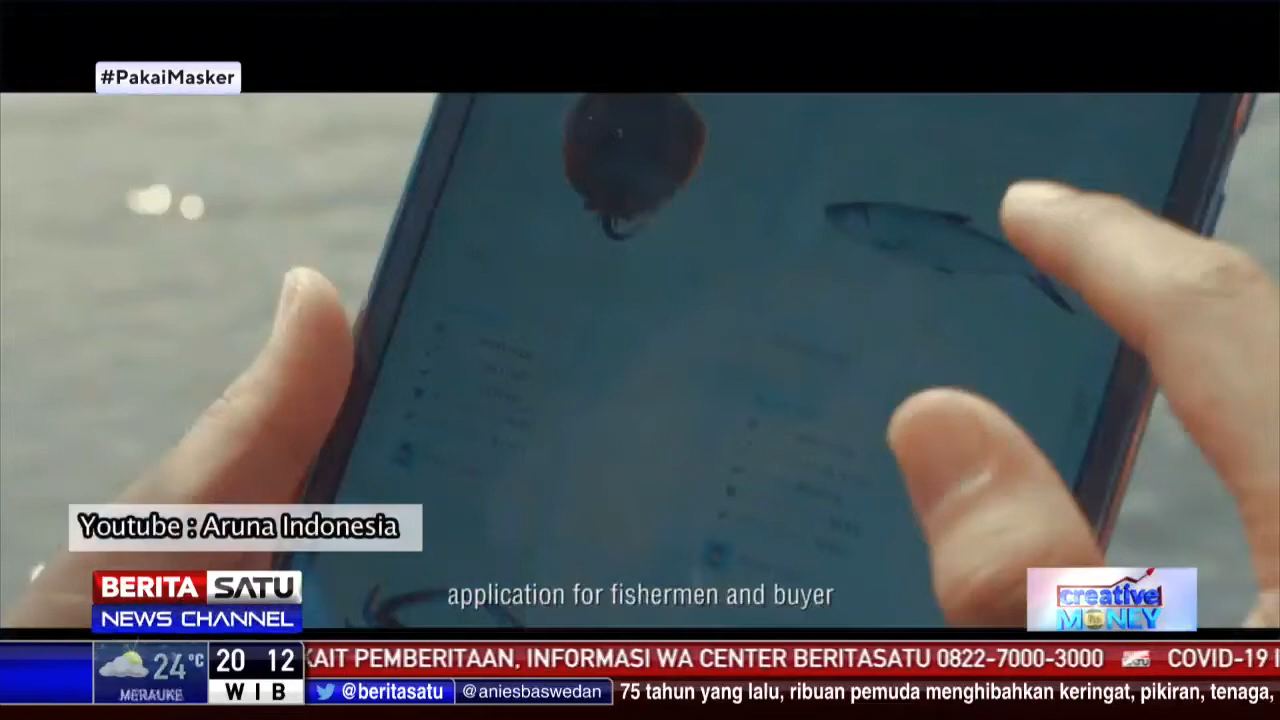 #PakaiMasker
Youtube : Aruna Indonesia
application for fishermen and buyer
BERITA SATU
NEWS CHANNEL
creative
MONEY
24°C
MERAUKE
20 12
WIB
KAIT PEMBERITAAN, INFORMASI WA CENTER BERITASATU 0822-7000-3000
COVID-19
@beritasatu
@aniesbaswedan
75 tahun yang lalu, ribuan pemuda menghibahkan keringat, pikiran, tenaga,